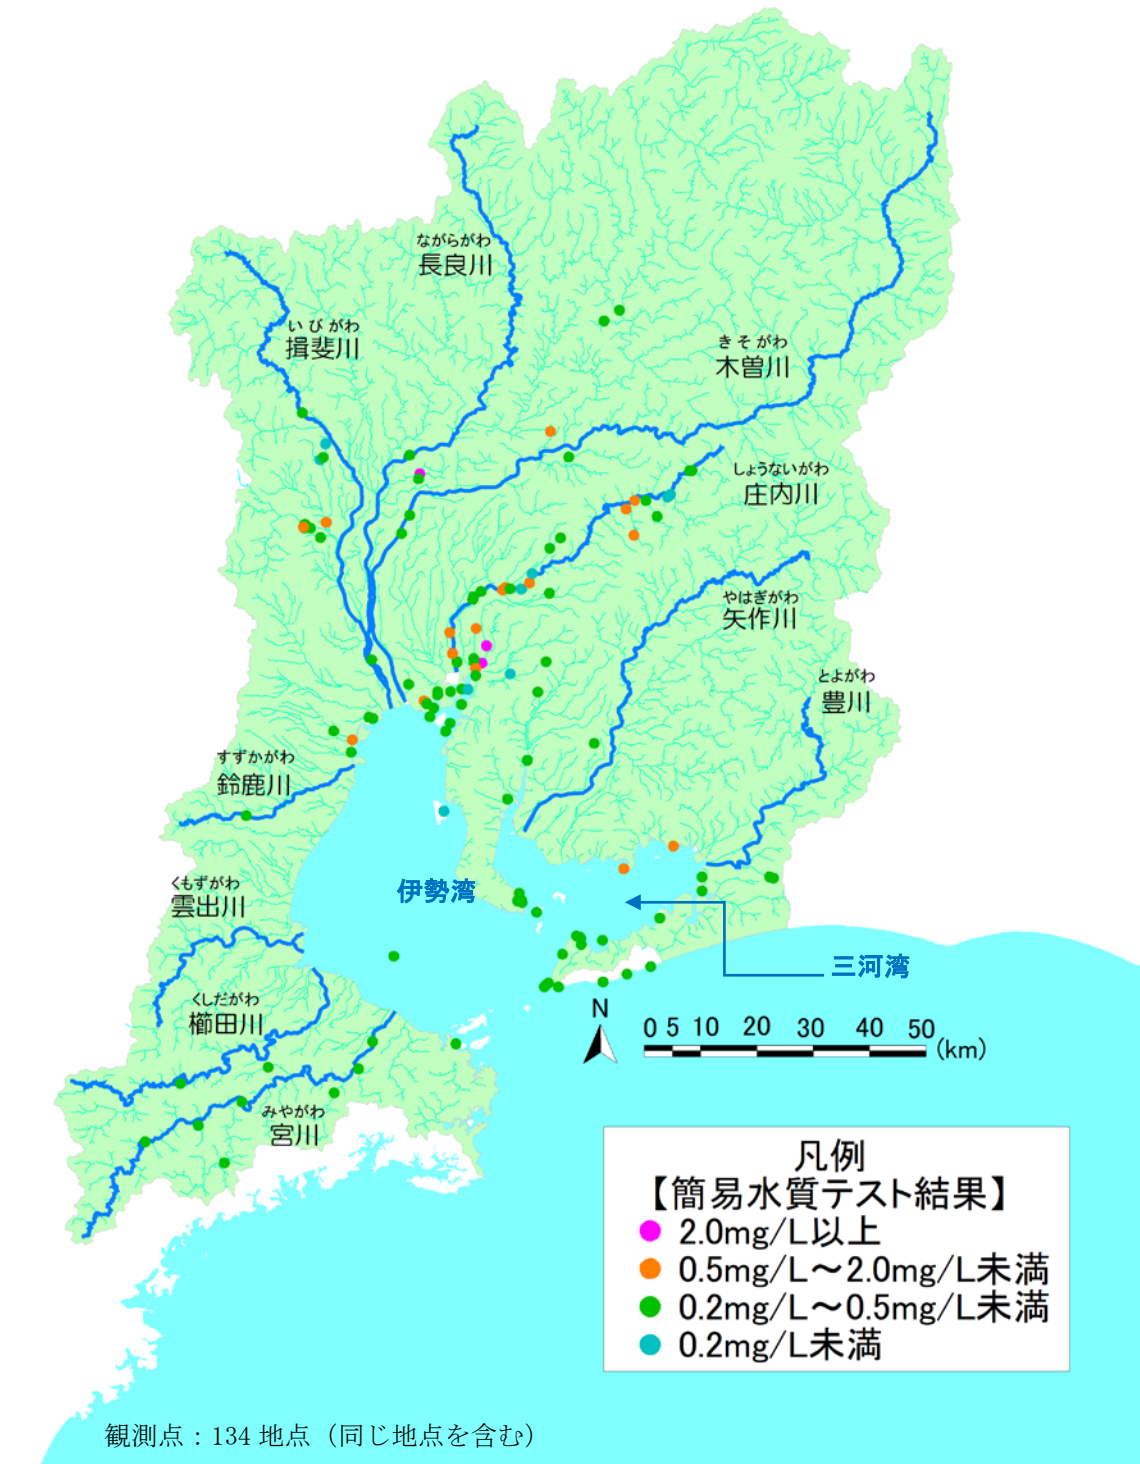 ながらがわ
長良川
いびがわ
揖斐川
きそがわ
木曽川
しょうないがわ
庄内川
やはぎがわ
矢作川
とよがわ
豊川
すずかがわ
鈴鹿川
くもずがわ
雲出川
伊勢湾
三河湾
くしだがわ
櫛田川
みやがわ
宮川
N
0 5 10 20 30 40 50
(km)
凡例
【簡易水質テスト結果】
2.0mg/L以上
0.5mg/L～2.0mg/L未満
0.2mg/L～0.5mg/L未満
0.2mg/L未満
観測点：134 地点（同じ地点を含む）